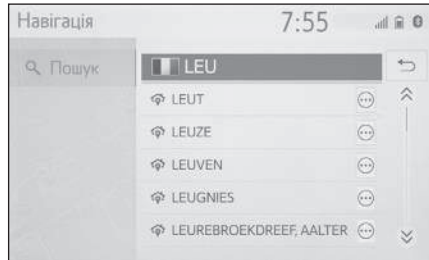 Навігація 7:55
Пошук
LEU
LEUT
LEUZE
LEUVEN
LEUGNIES
LEUREBROEKDREEF, AALTER